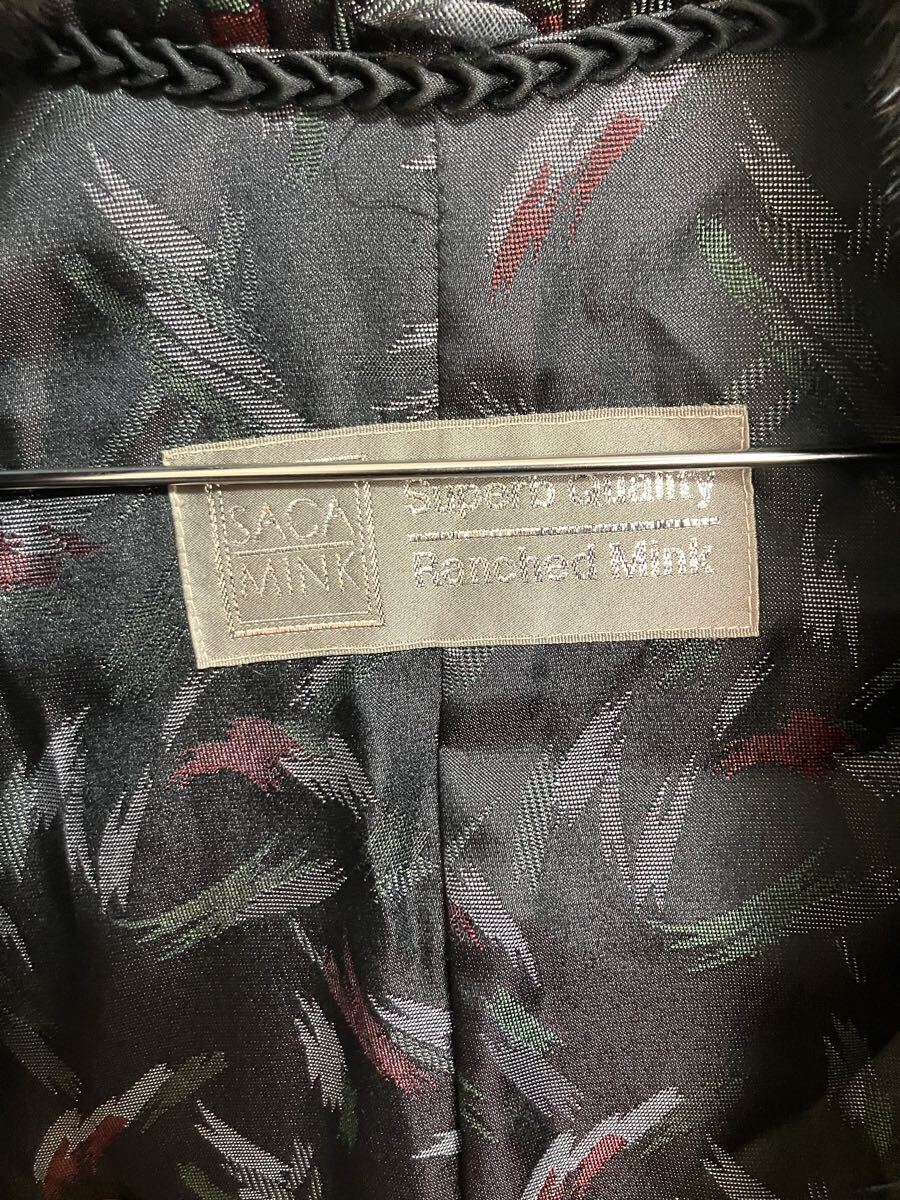 SAGA
MINK
Superb Quality
Ranched Mink